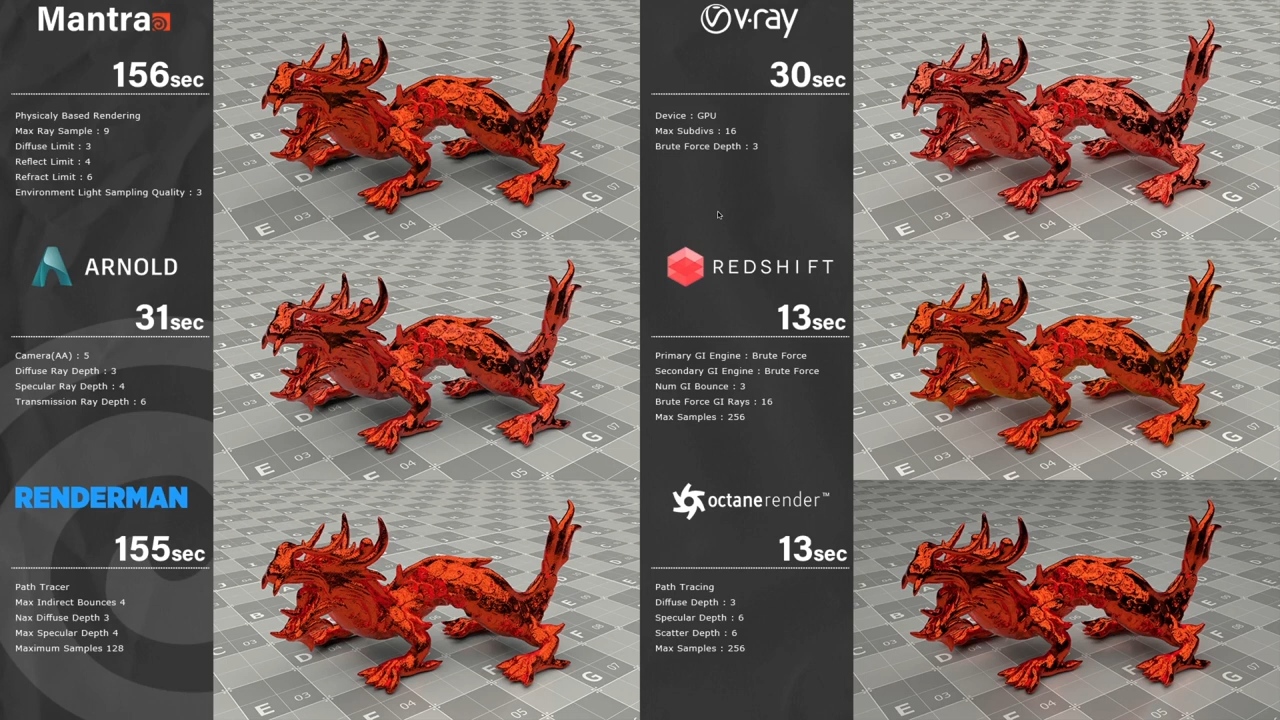 Mantra
156sec
Physicaly Based Rendering
Max Ray Sample : 9
Diffuse Limit : 3
Reflect Limit : 4
Refract Limit : 6
Environment Light Sampling Quality : 3
v·ray
30sec
Device : GPU
Max Subdivs : 16
Brute Force Depth : 3
ARNOLD
31sec
Camera(AA) : 5
Diffuse Ray Depth : 3
Specular Ray Depth : 4
Transmission Ray Depth : 6
REDSHIFT
13sec
Primary GI Engine : Brute Force
Secondary GI Engine : Brute Force
Num GI Bounce : 3
Brute Force GI Rays : 16
Max Samples : 256
RENDERMAN
155sec
Path Tracer
Max Indirect Bounces 4
Nax Diffuse Depth 3
Max Specular Depth 4
Maximum Samples 128
octanerender™
13sec
Path Tracing
Diffuse Depth : 3
Specular Depth : 6
Scatter Depth : 6
Max Samples : 256